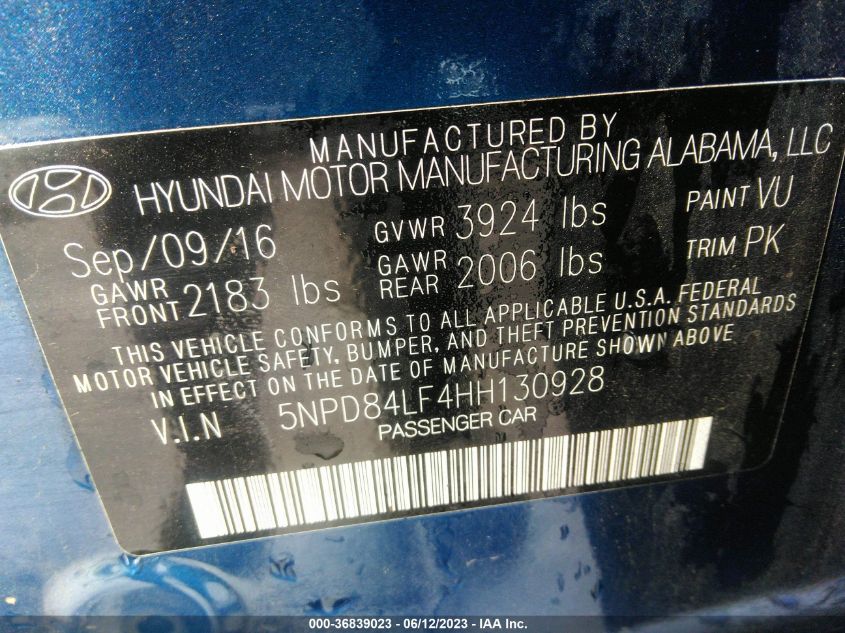 MANUFACTURED BY
HYUNDAI MOTOR MANUFACTURING ALABAMA, LLC
Sep/09/16 GVWR 3924 lbs PAINT VU
GAWR FRONT 2183 lbs GAWR REAR 2006 lbs TRIM PK
THIS VEHICLE CONFORMS TO ALL APPLICABLE U.S.A. FEDERAL
MOTOR VEHICLE SAFETY, BUMPER, AND THEFT PREVENTION STANDARDS
IN EFFECT ON THE DATE OF MANUFACTURE SHOWN ABOVE
V.I.N 5NPD84LF4HH130928
PASSENGER CAR
000-36839023 - 06/12/2023 - IAA Inc.